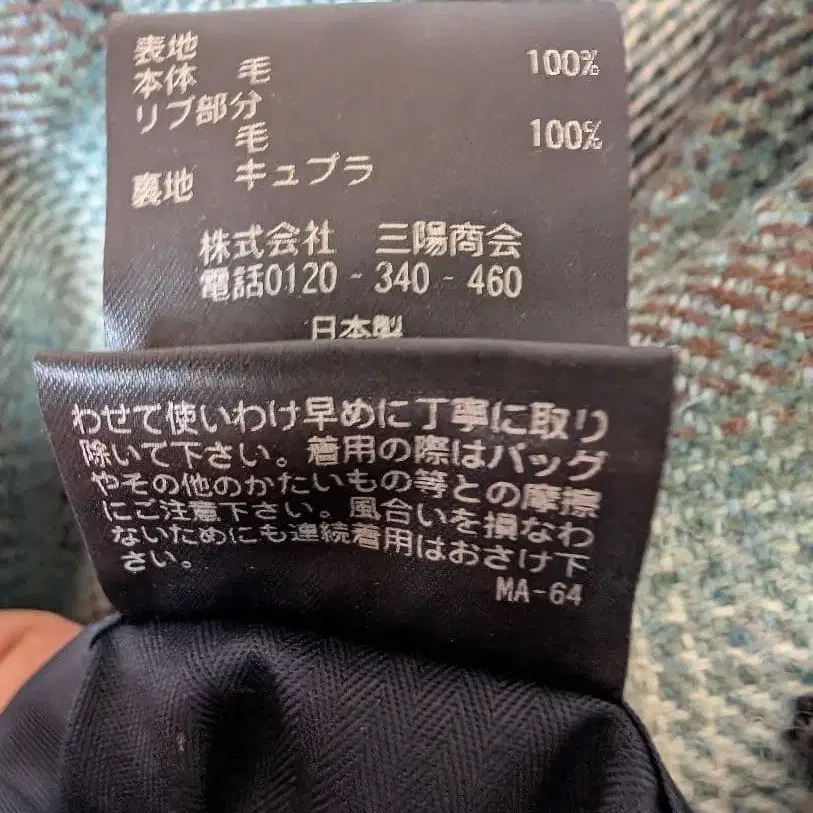 表地
本体 毛 100%
リブ部分
毛 100%
裏地 キュプラ
株式会社 三陽商会
電話0120-340-460
日本製
わせて使いわけ早めに丁寧に取り
除いて下さい。着用の際はバッグ
やその他のかたいもの等との摩擦
にご注意下さい。風合いを損なわ
ないためにも連続着用はおさけ下
さい。
MA-64